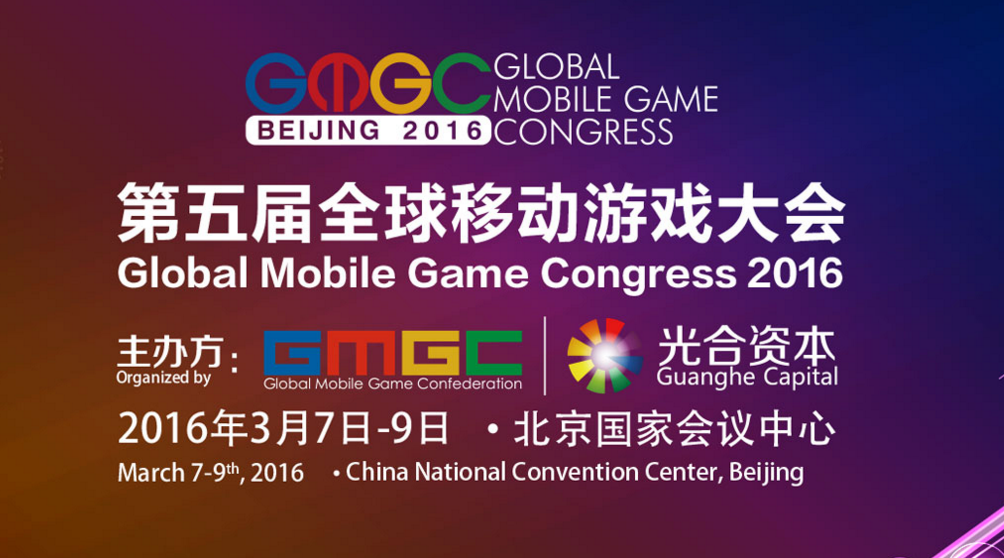 GMGC GLOBAL
MOBILE GAME
BEIJING 2016 CONGRESS
第五届全球移动游戏大会
Global Mobile Game Congress 2016
主办方: GMGC 光合资本
Organized by Global Mobile Game Confederation Guanghe Capital
2016年3月7日-9日 •北京国家会议中心
March 7-9th, 2016 •China National Convention Center, Beijing